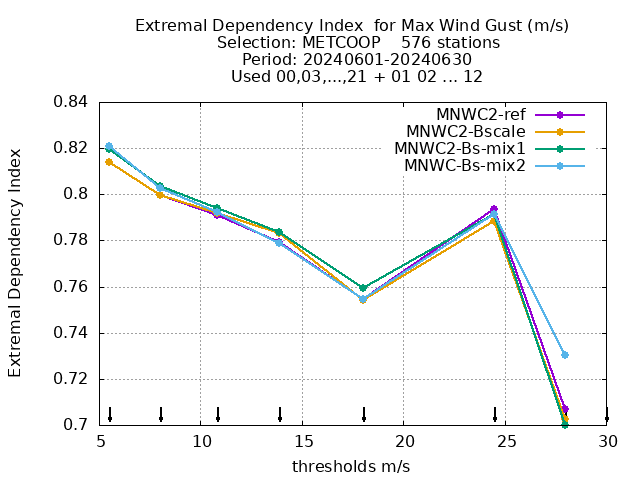 Extremal Dependency Index  for Max Wind Gust (m/s)
Selection: METCOOP    576 stations
Period: 20240601-20240630
Used 00,03,...,21 + 01 02 ... 12
MNWC2-ref
MNWC2-Bscale
MNWC2-Bs-mix1
MNWC-Bs-mix2
Extremal Dependency Index
0.84
0.82
0.8
0.78
0.76
0.74
0.72
0.7
5 10 15 20 25 30
thresholds m/s